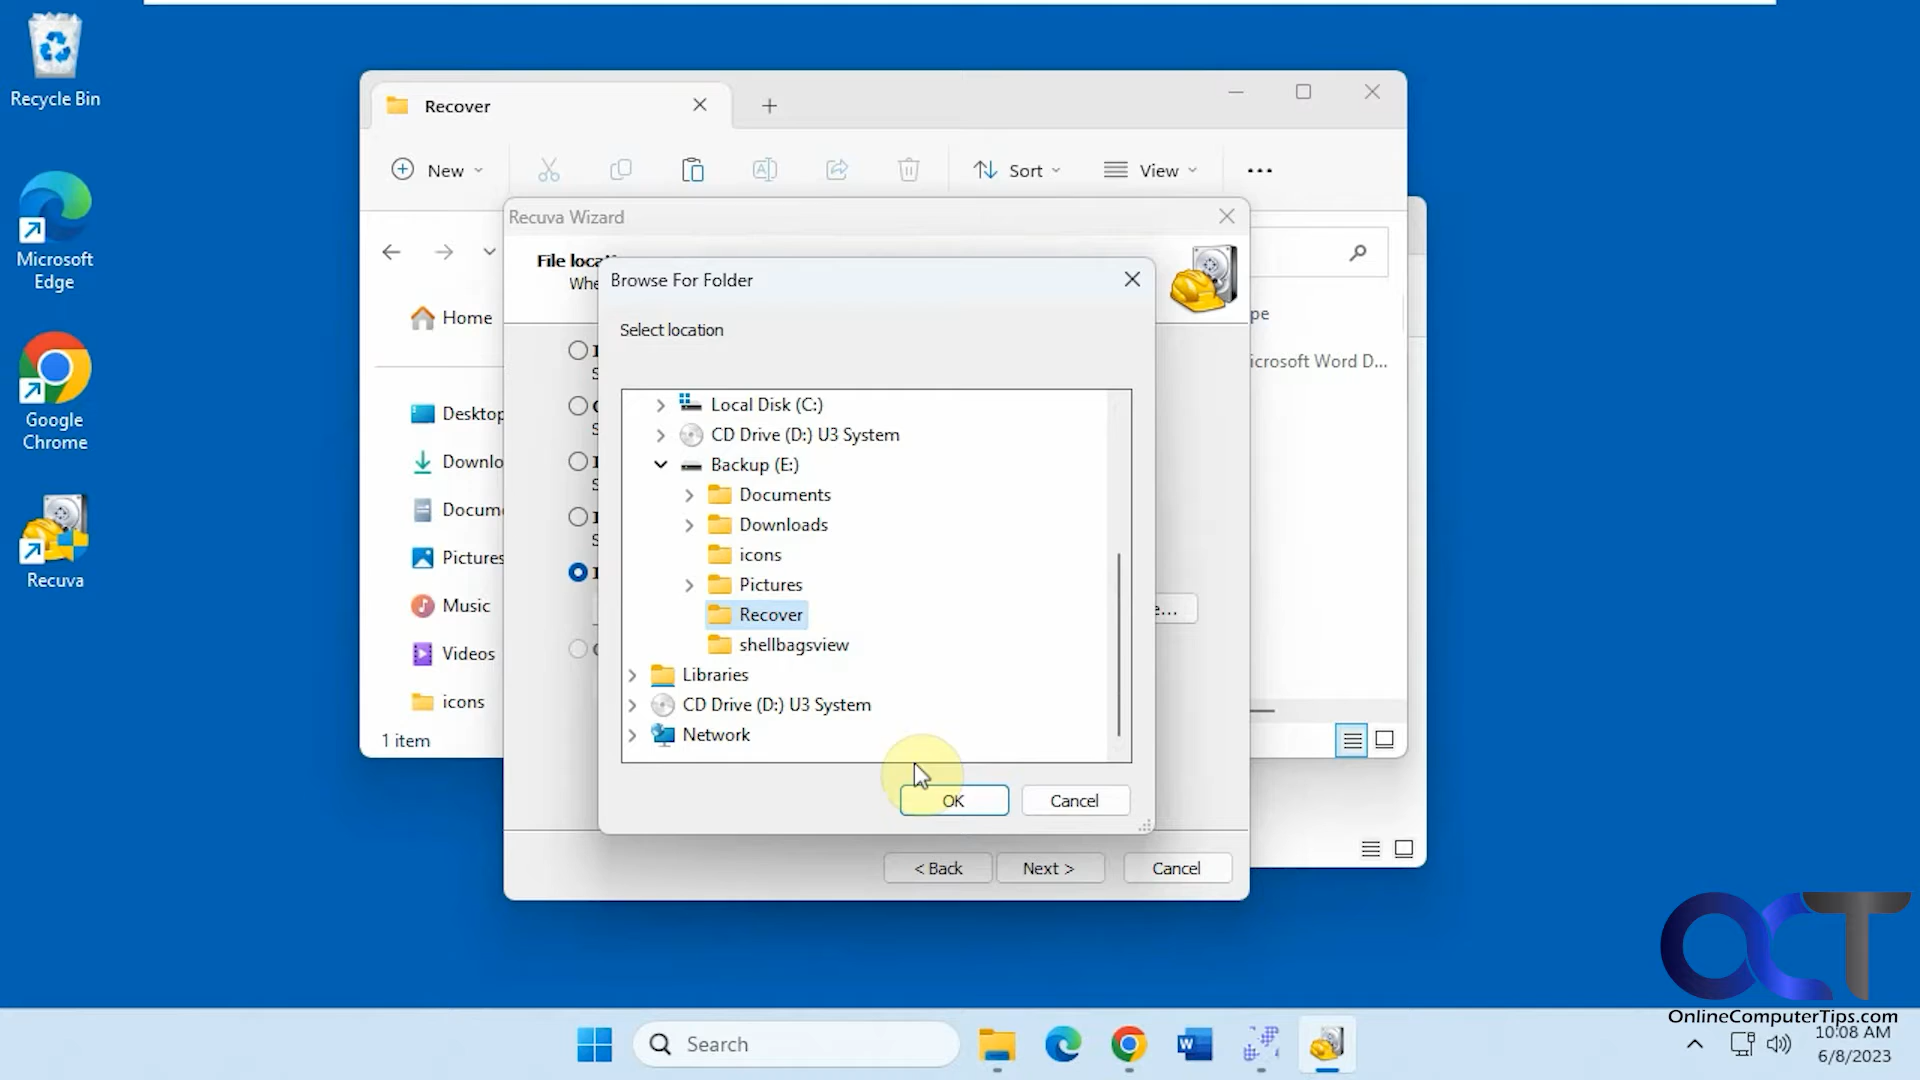 Recycle Bin
Microsoft
Edge
Google
Chrome
Recuva
Recover
New
Sort
View
Recuva Wizard
File locat
Whe
Home
Desktop
Downlo
Docume
Pictures
Music
Videos
icons
1 item
pe
icrosoft Word D...
Browse For Folder
Select location
Local Disk (C:)
CD Drive (D:) U3 System
Backup (E:)
Documents
Downloads
icons
Pictures
Recover
shellbagsview
Libraries
CD Drive (D:) U3 System
Network
OK
Cancel
e...
< Back
Next >
Cancel
OCT
OnlineComputerTips.com
Search
10:08 AM
6/8/2023